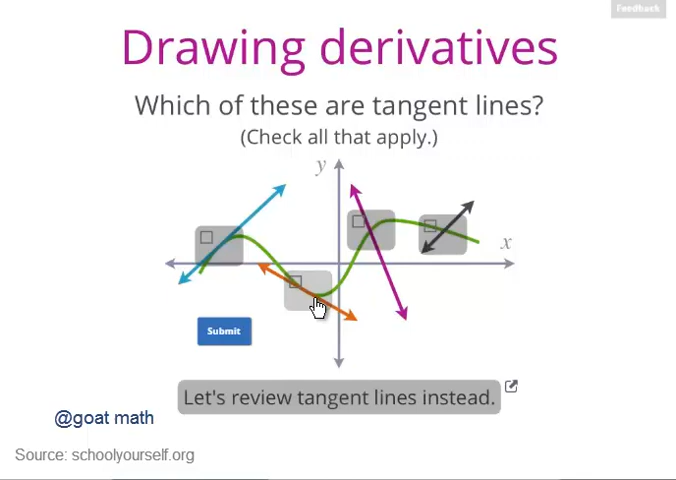 Feedback
Drawing derivatives
Which of these are tangent lines?
(Check all that apply.)
y
x
Submit
Let's review tangent lines instead.
@goat math
Source: schoolyourself.org